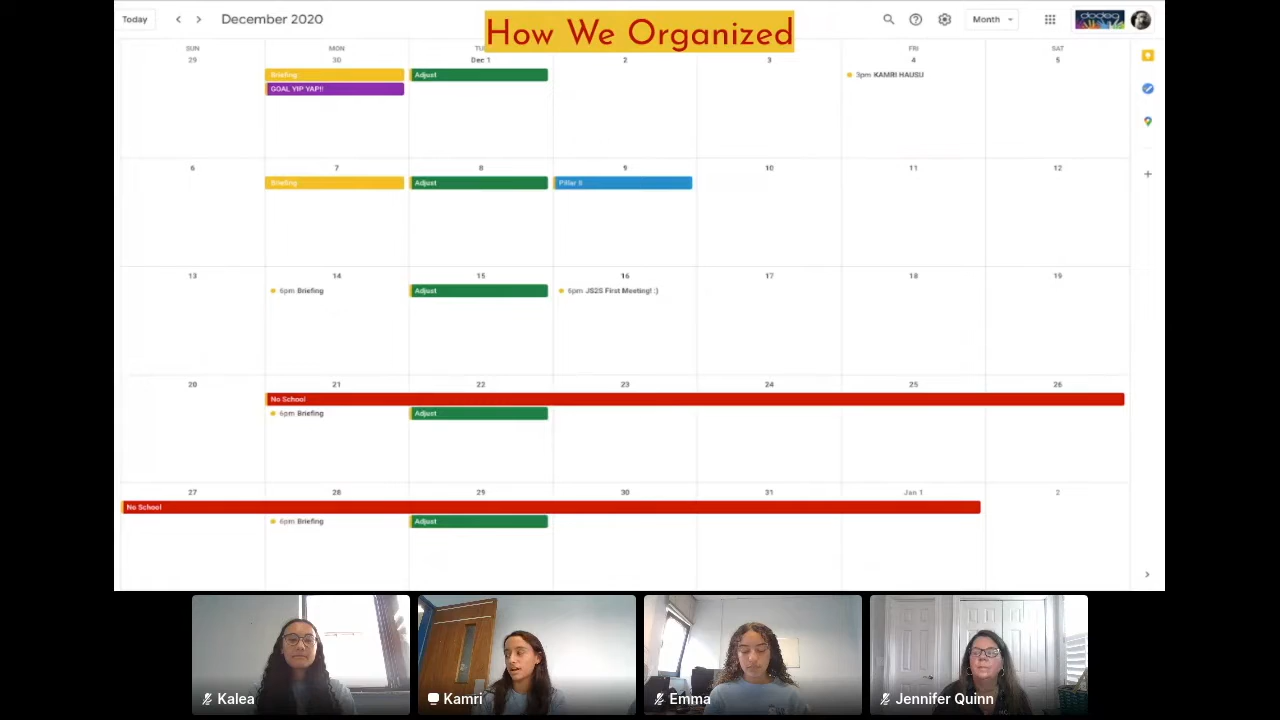 Today
December 2020
How We Organized
Month
SUN
MON
FRI
SAT
29
30
Dec 1
2
3
4
5
Briefing
Adjust
3pm KAMRI HAUSU
GOAL YIP YAP!!
6
7
8
9
10
11
12
Briefing
Adjust
Pillar 5
13
14
15
16
17
18
19
6pm Briefing
Adjust
6pm JS2S First Meeting! :)
20
21
22
23
24
25
26
No School
6pm Briefing
Adjust
27
28
29
30
31
Jan 1
2
No School
6pm Briefing
Adjust
Kalea
Kamri
Emma
Jennifer Quinn